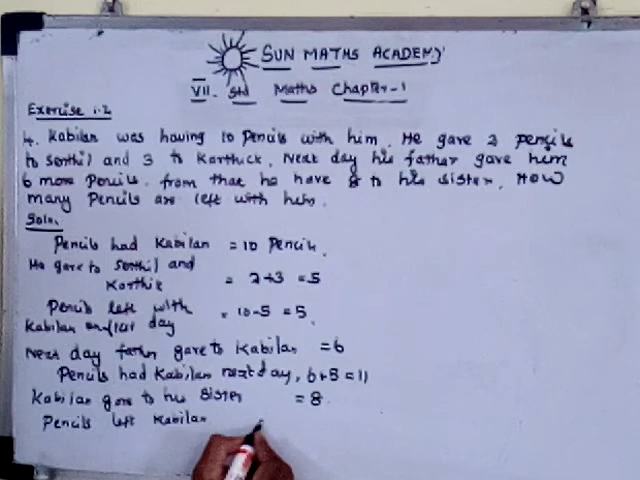 SUN MATHS ACADEMY
VII. Std Maths Chapter-1
Exercise 1.2
4. Kabilan was having 10 Pencils with him. He gave 2 pencils
to Senthil and 3 to Karthick. Next day his father gave him
6 more Pencils. from that he have 8 to his sister. How
many Pencils are left with him.
Soln.
Pencils had Kabilan = 10 Pencils.
He gave to Senthil and
Karthik = 2+3 = 5
Pencils left with = 10-5 = 5.
Kabilan on first day
Next day father gave to Kabilan = 6
Pencils had Kabilan next day, 6+5 = 11
Kabilan gave to his Sister = 8.
Pencils left Kabilan